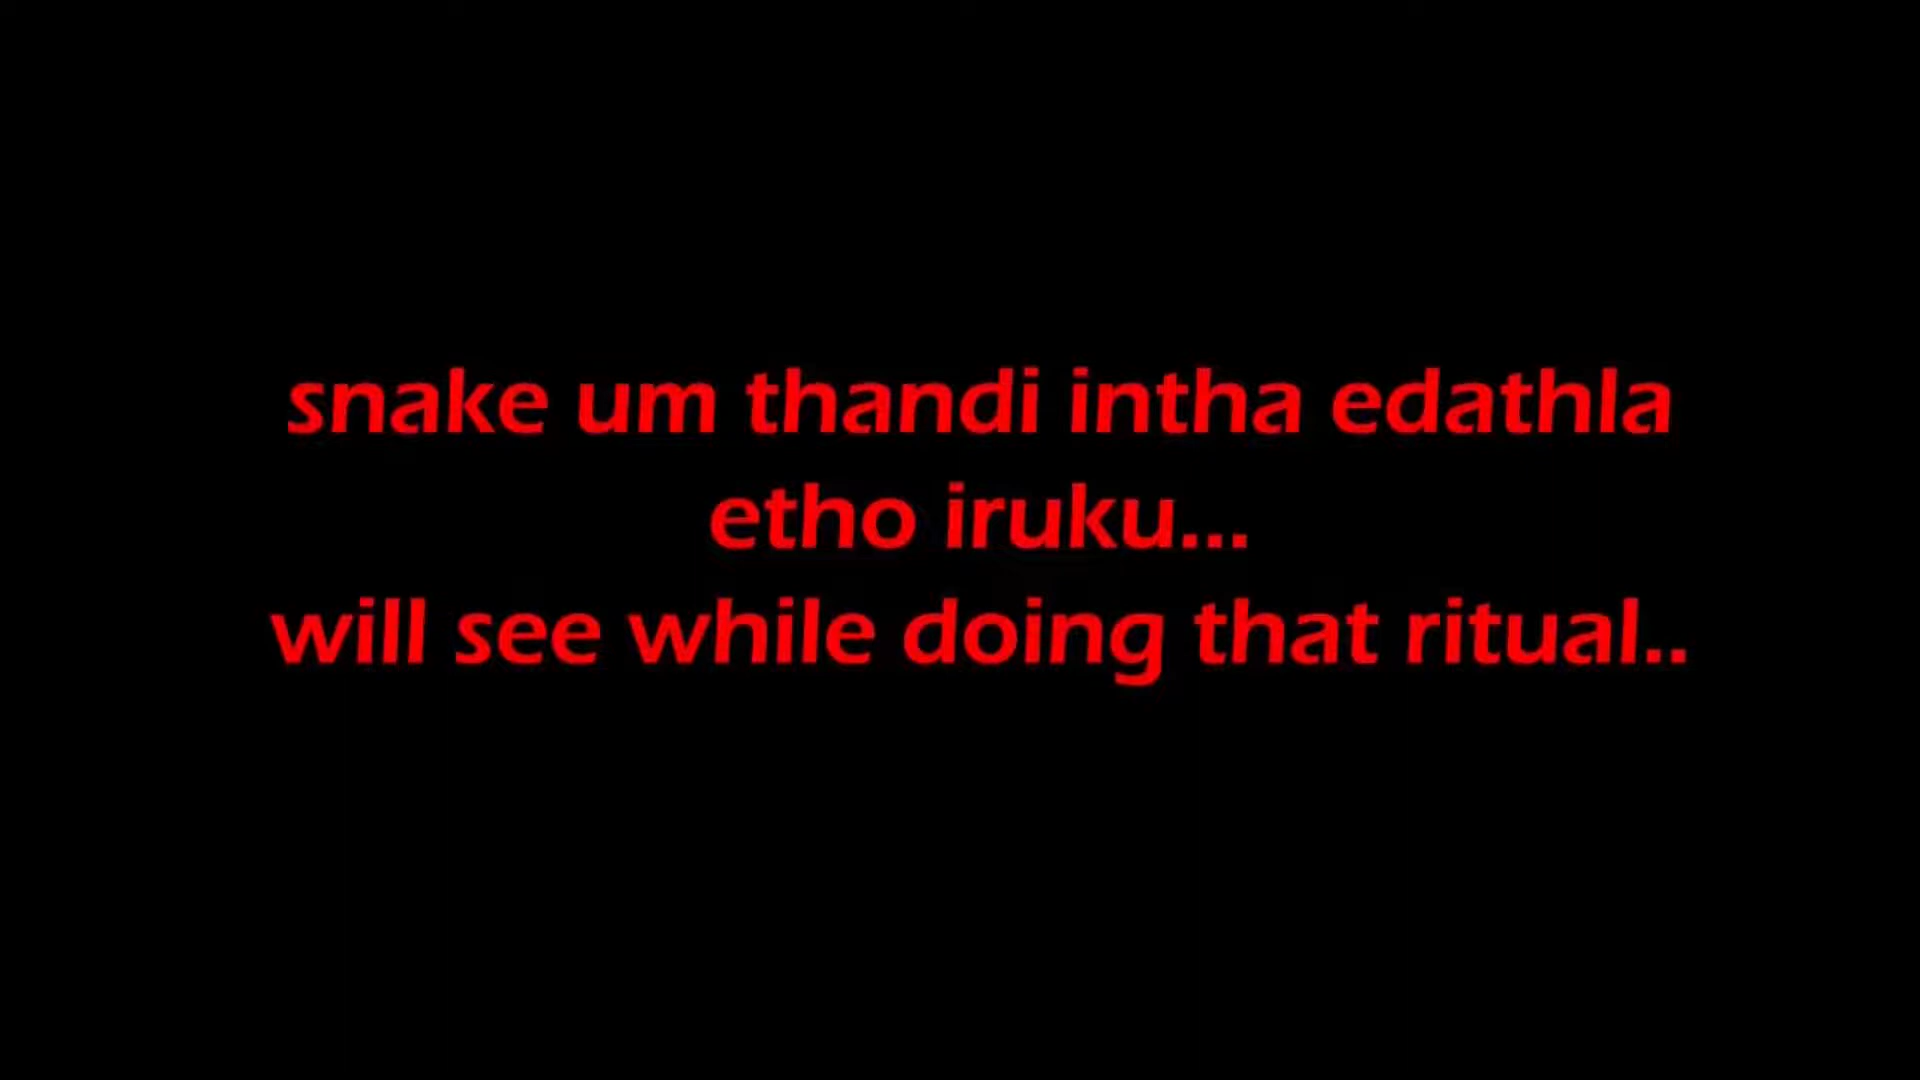 snake um thandi intha edathla
etho iruku...
will see while doing that ritual..